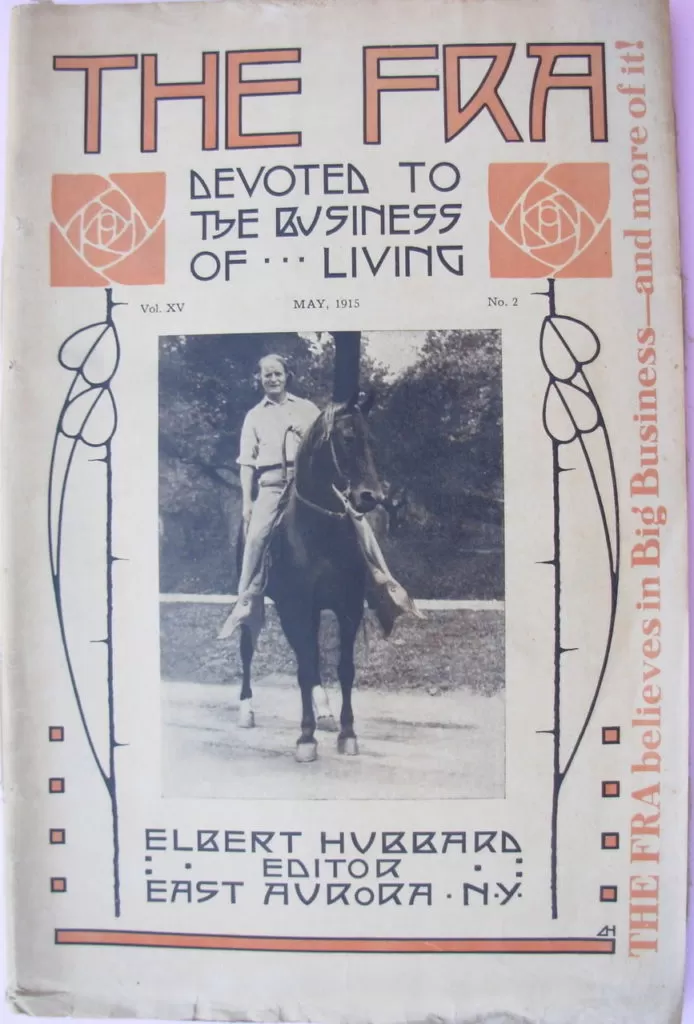 THE FRA
DEVOTED TO
THE BUSINESS
OF ··· LIVING
Vol. XV MAY, 1915 No. 2
ELBERT HUBBARD
EDITOR
EAST AURORA · N·Y·
DH
THE FRA believes in Big Business—and more of it!